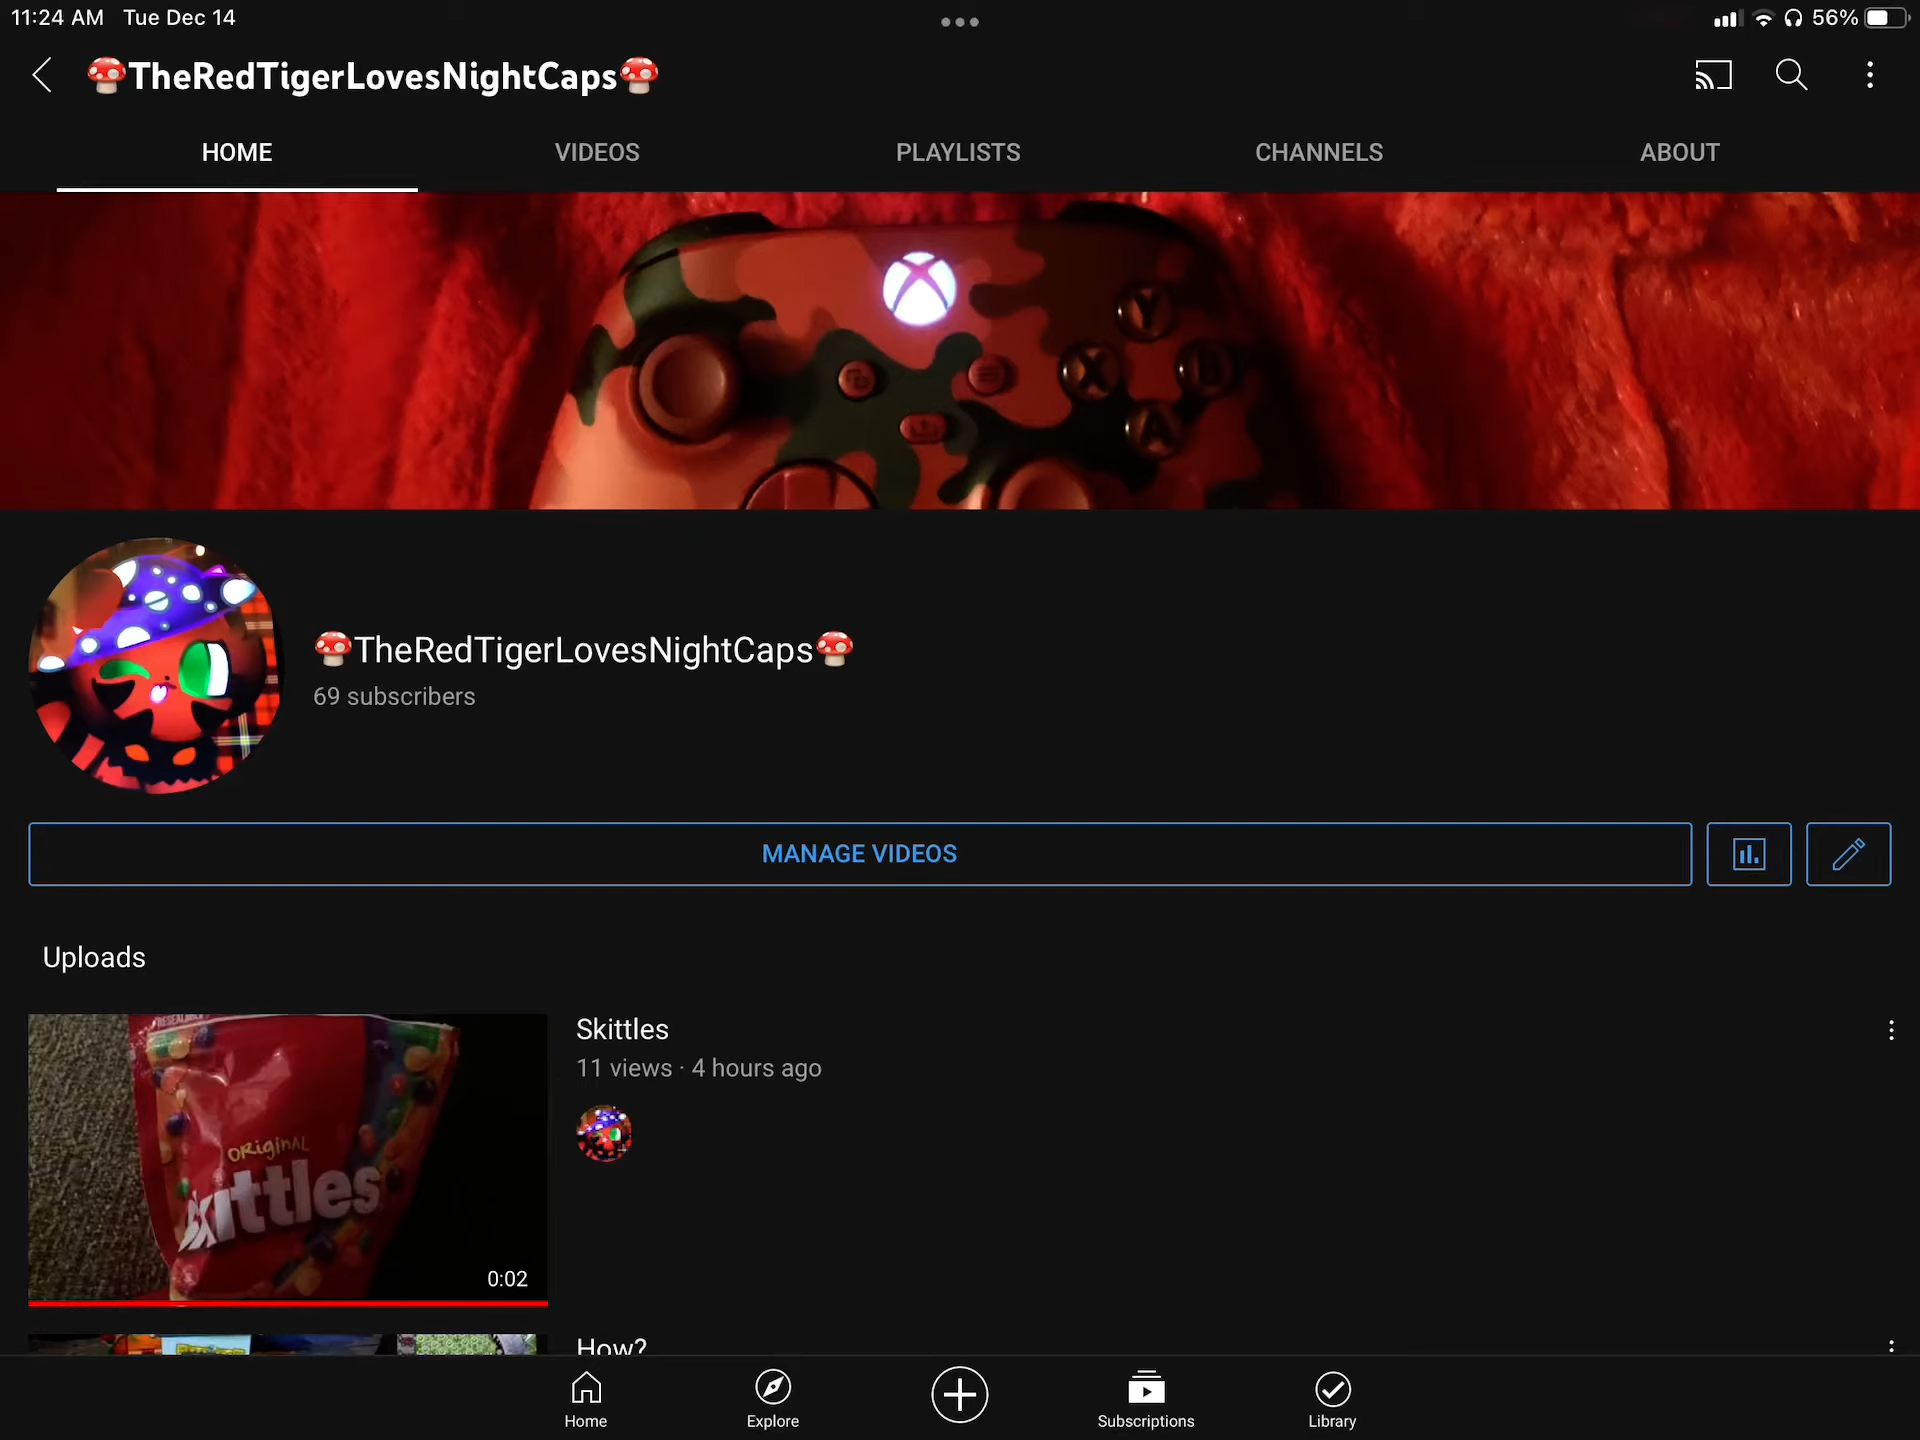 11:24 AM Tue Dec 14
56%
🍄TheRedTigerLovesNightCaps🍄
HOME VIDEOS PLAYLISTS CHANNELS ABOUT
Y
X B
A
🍄TheRedTigerLovesNightCaps🍄
69 subscribers
MANAGE VIDEOS
Uploads
ORiginAL
skittles
0:02
Skittles
11 views · 4 hours ago
How?
Home Explore Subscriptions Library